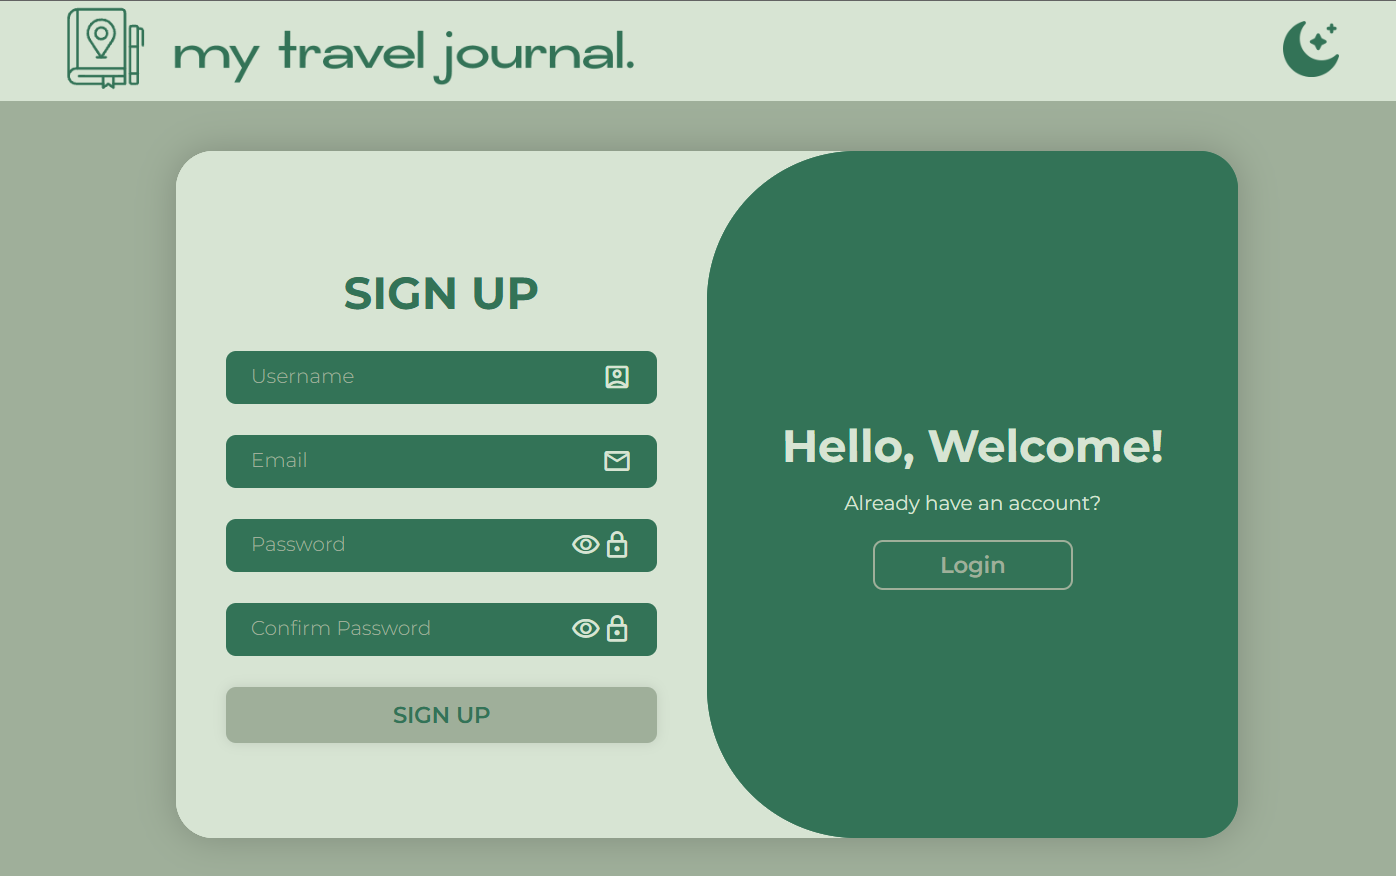 my travel journal.
SIGN UP
Username
Email
Password
Confirm Password
SIGN UP
Hello, Welcome!
Already have an account?
Login